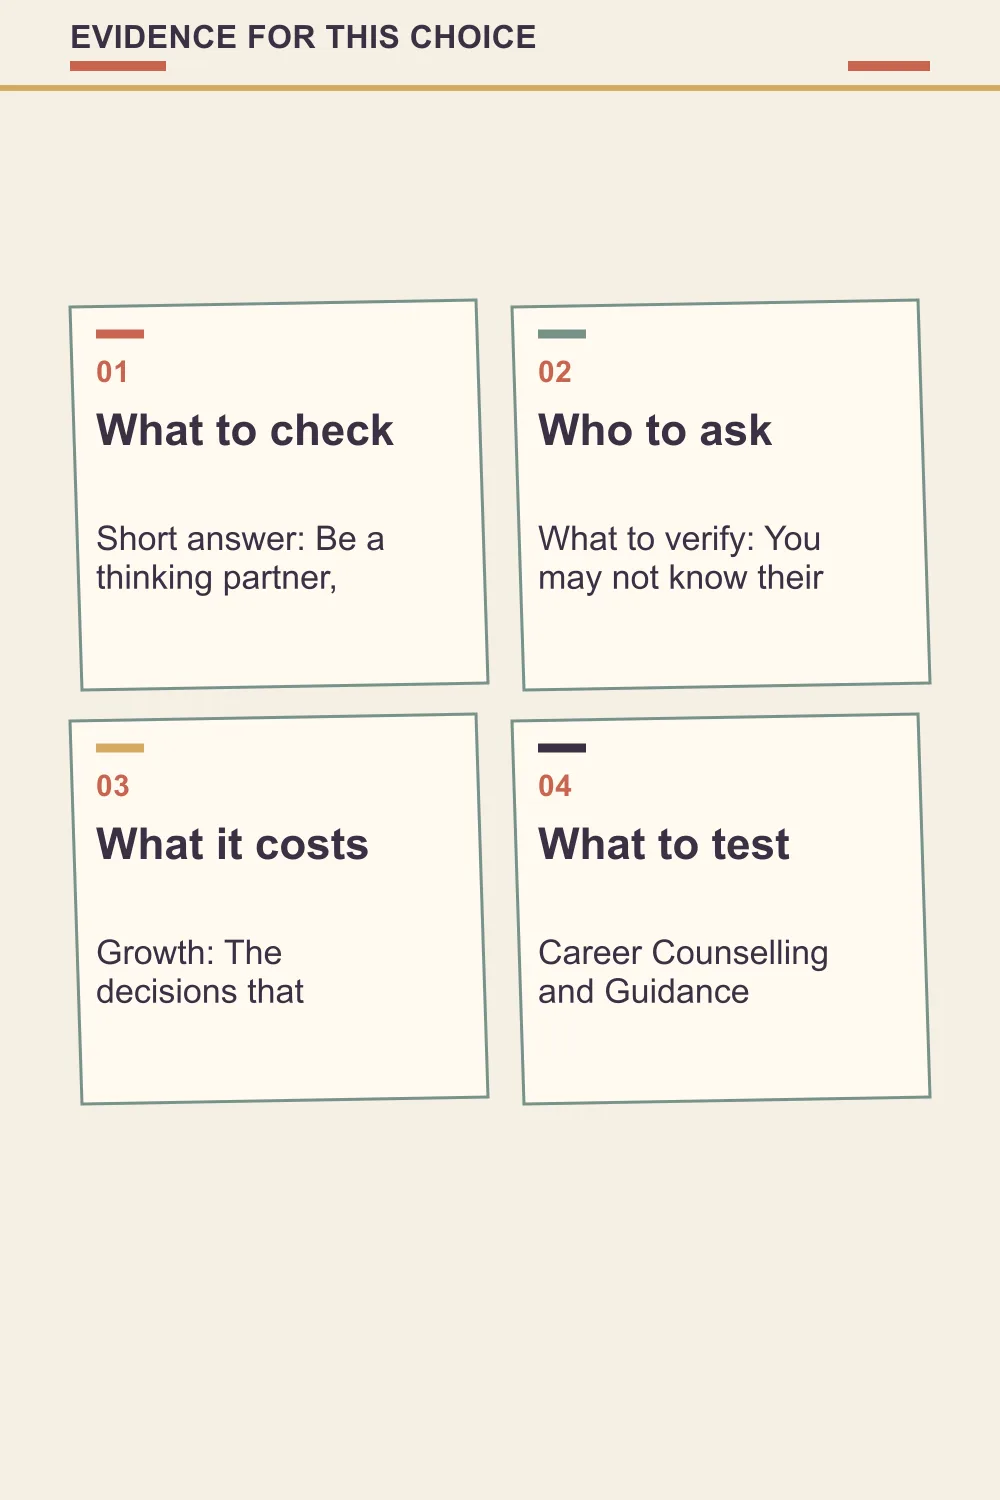 EVIDENCE FOR THIS CHOICE
01
What to check
Short answer: Be a
thinking partner,
02
Who to ask
What to verify: You
may not know their
03
What it costs
Growth: The
decisions that
04
What to test
Career Counselling
and Guidance